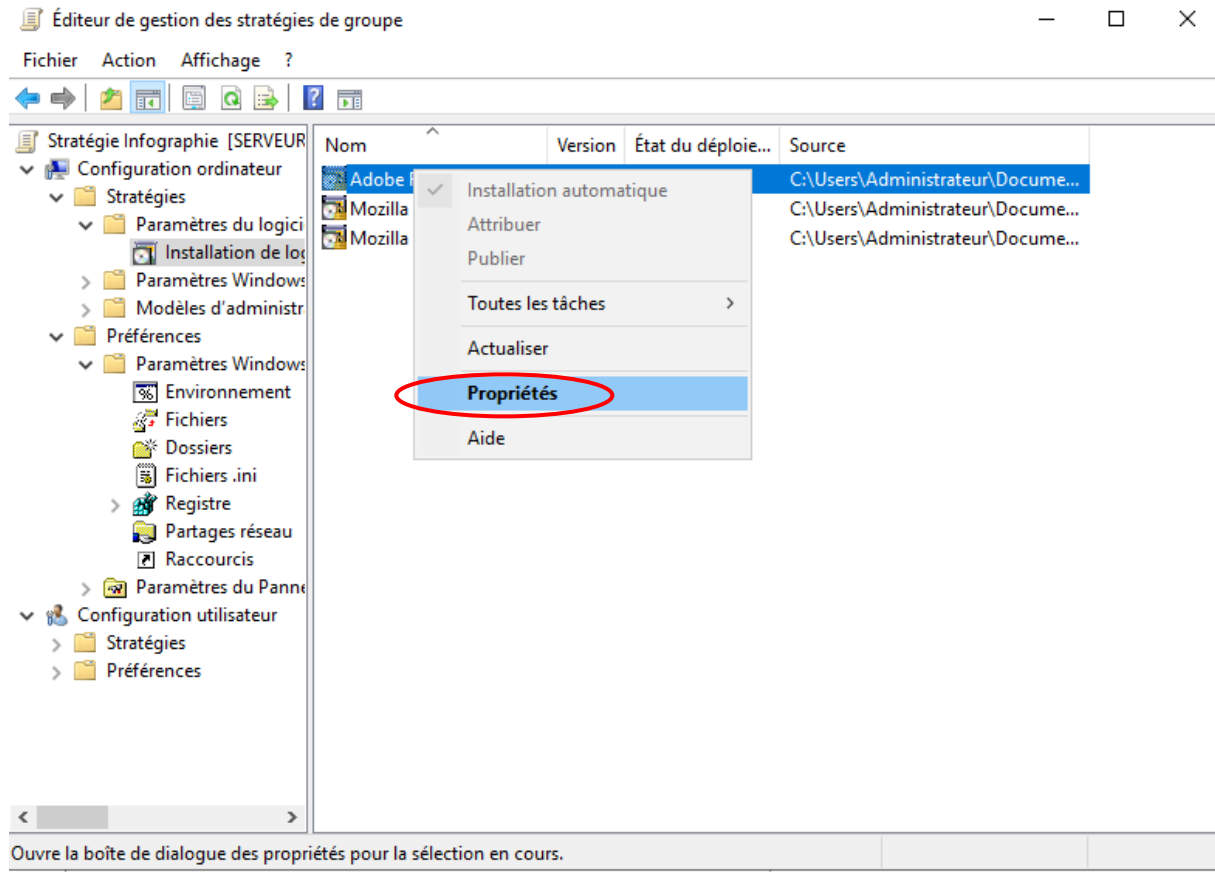 Éditeur de gestion des stratégies de groupe
Fichier Action Affichage ?
Stratégie Infographie [SERVEUR
Configuration ordinateur
Stratégies
Paramètres du logici
Installation de log
Paramètres Windows
Modèles d'administr
Préférences
Paramètres Windows
Environnement
Fichiers
Dossiers
Fichiers .ini
Registre
Partages réseau
Raccourcis
Paramètres du Panne
Configuration utilisateur
Stratégies
Préférences
Nom Version État du déploie... Source
Adobe C:\Users\Administrateur\Docume...
Mozilla C:\Users\Administrateur\Docume...
Mozilla C:\Users\Administrateur\Docume...
Installation automatique
Attribuer
Publier
Toutes les tâches
Actualiser
Propriétés
Aide
Ouvre la boîte de dialogue des propriétés pour la sélection en cours.